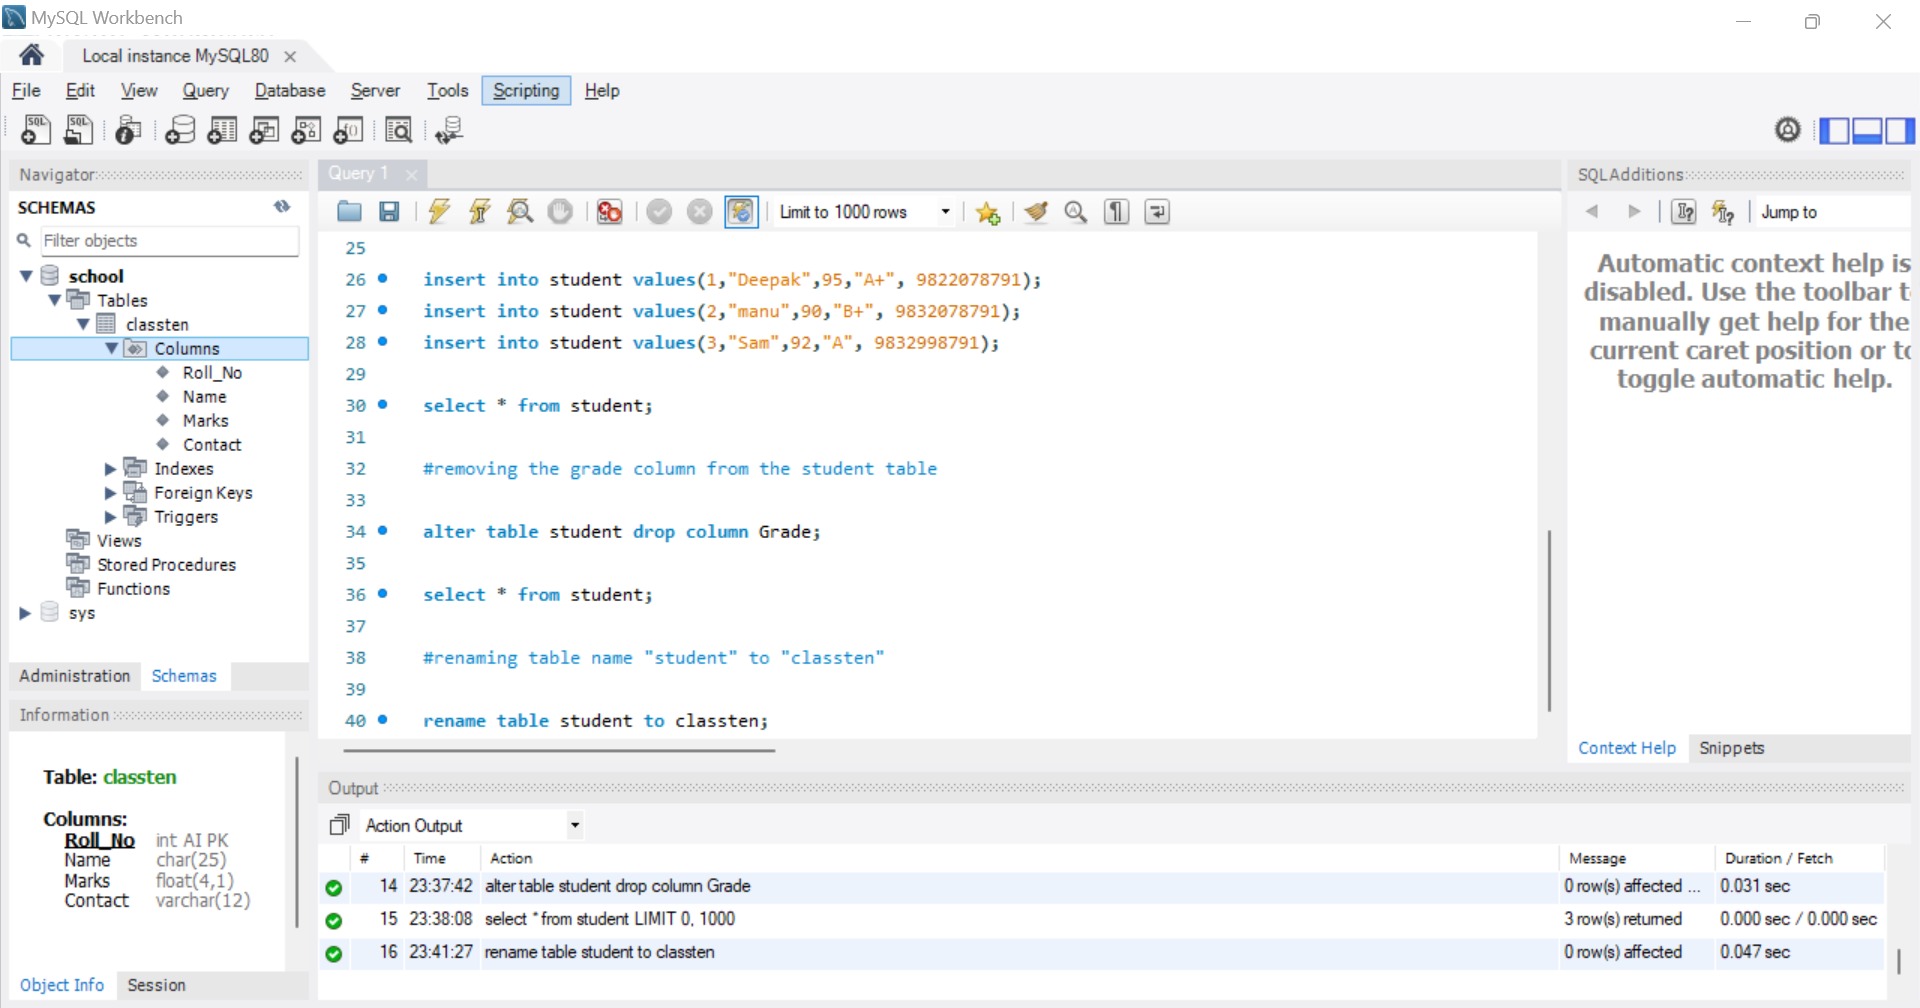 MySQL Workbench
Local instance MySQL80
File Edit View Query Database Server Tools Scripting Help
Navigator
SCHEMAS
Filter objects
school
Tables
classten
Columns
Roll_No
Name
Marks
Contact
Indexes
Foreign Keys
Triggers
Views
Stored Procedures
Functions
sys
Administration Schemas
Information
Table: classten
Columns:
Roll_No int AI PK
Name char(25)
Marks float(4,1)
Contact varchar(12)
Object Info Session
Query 1
Limit to 1000 rows
25
26 insert into student values(1,"Deepak",95,"A+", 9822078791);
27 insert into student values(2,"manu",90,"B+", 9832078791);
28 insert into student values(3,"Sam",92,"A", 9832998791);
29
30 select * from student;
31
32 #removing the grade column from the student table
33
34 alter table student drop column Grade;
35
36 select * from student;
37
38 #renaming table name "student" to "classten"
39
40 rename table student to classten;
SQLAdditions
Jump to
Automatic context help is
disabled. Use the toolbar t
manually get help for the
current caret position or to
toggle automatic help.
Context Help Snippets
Output
Action Output
# Time Action Message Duration / Fetch
14 23:37:42 alter table student drop column Grade 0 row(s) affected ... 0.031 sec
15 23:38:08 select * from student LIMIT 0, 1000 3 row(s) returned 0.000 sec / 0.000 sec
16 23:41:27 rename table student to classten 0 row(s) affected 0.047 sec